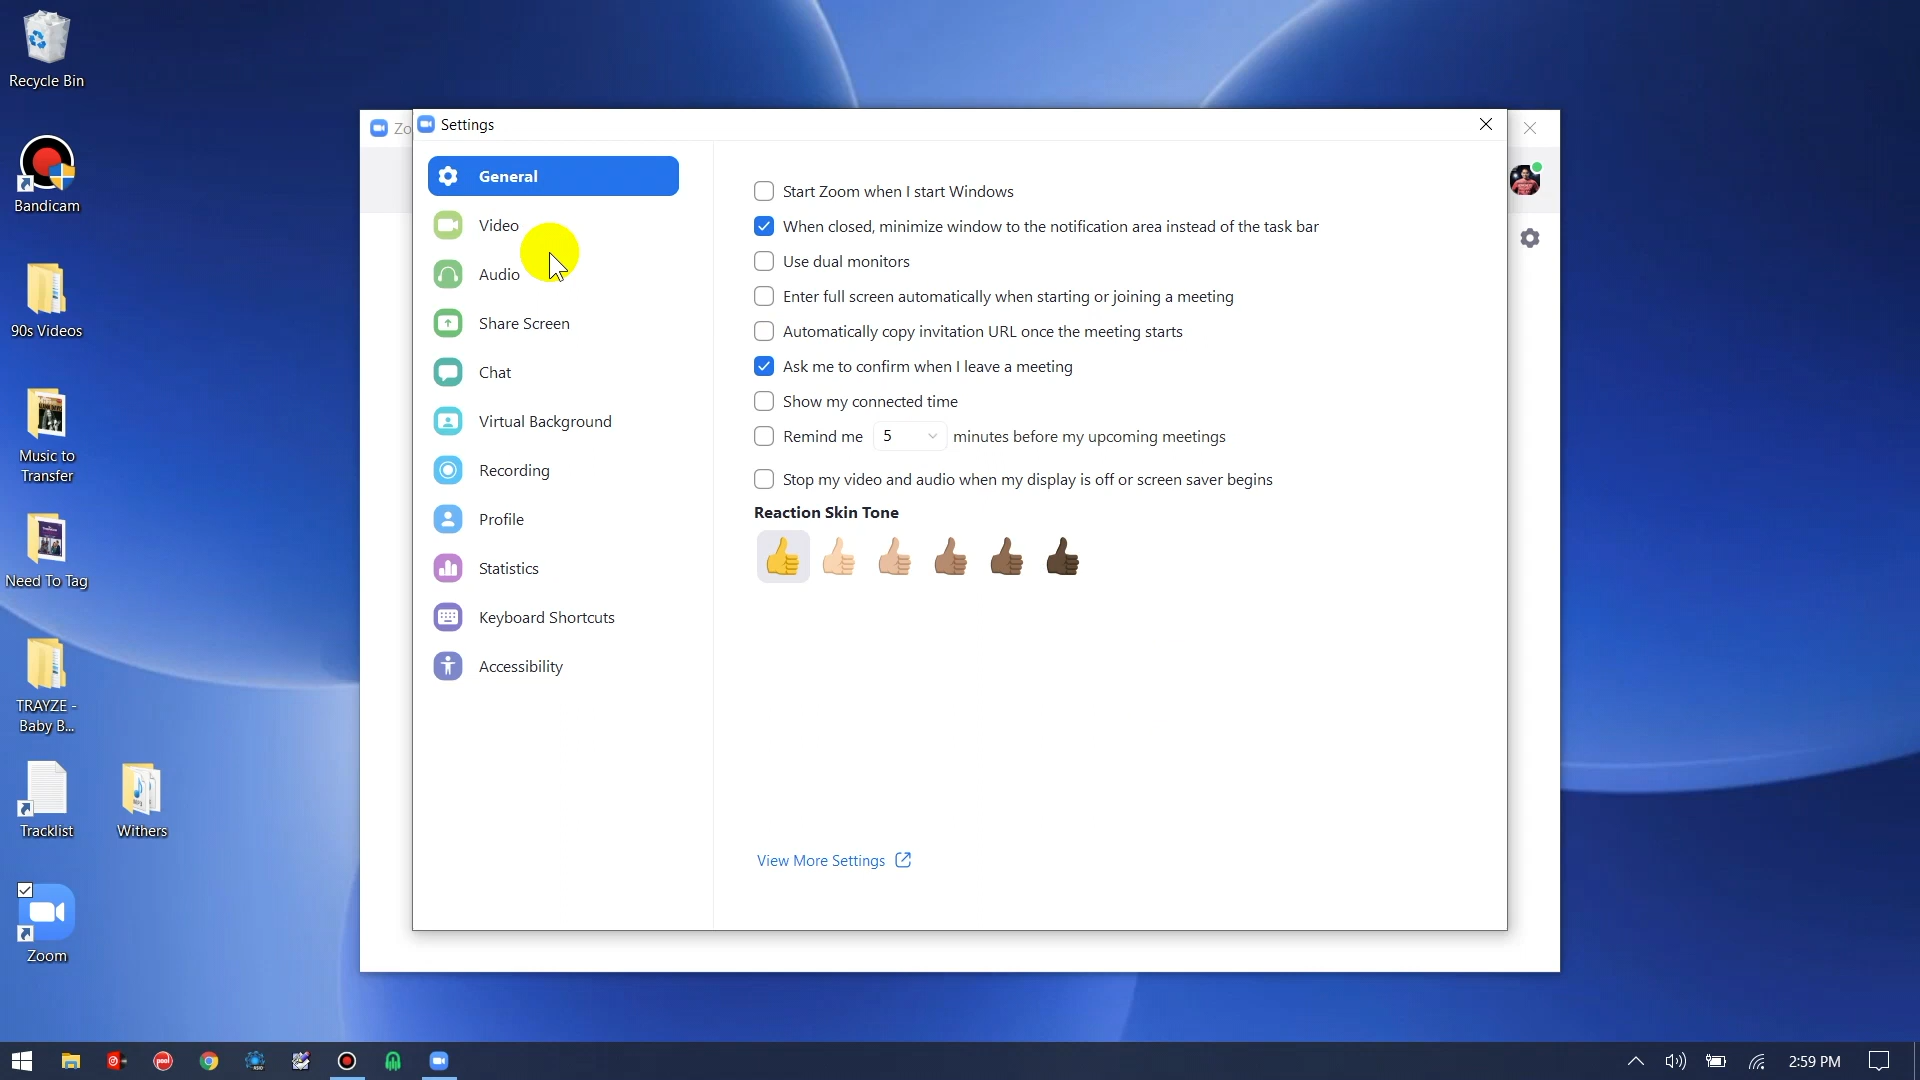 Recycle Bin
Bandicam
90s Videos
Music to
Transfer
Need To Tag
TRAYZE -
Baby B...
Tracklist
Withers
Zoom
Zo
Settings
General
Video
Audio
Share Screen
Chat
Virtual Background
Recording
Profile
Statistics
Keyboard Shortcuts
Accessibility
Start Zoom when I start Windows
When closed, minimize window to the notification area instead of the task bar
Use dual monitors
Enter full screen automatically when starting or joining a meeting
Automatically copy invitation URL once the meeting starts
Ask me to confirm when I leave a meeting
Show my connected time
Remind me 5 minutes before my upcoming meetings
Stop my video and audio when my display is off or screen saver begins
Reaction Skin Tone
View More Settings
2:59 PM